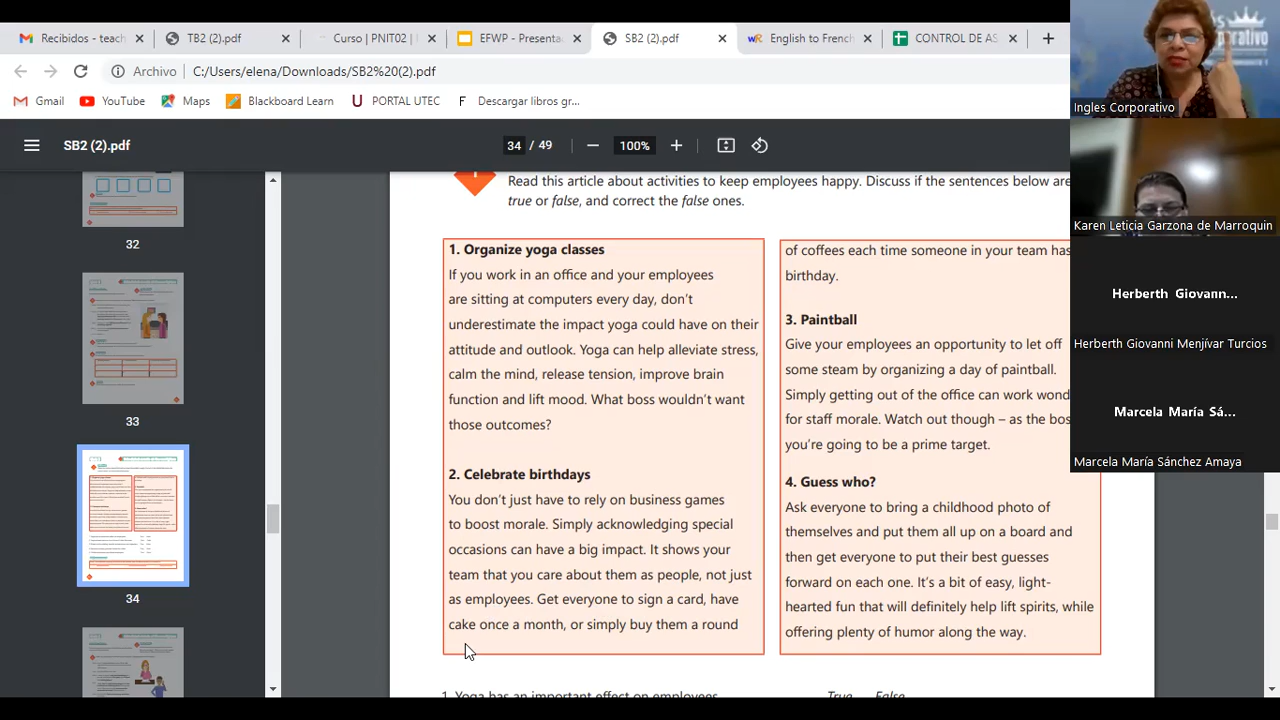 Recibidos - teach
TB2 (2).pdf
Curso | PNIT02 |
EFWP - Presenta
SB2 (2).pdf
English to French
CONTROL DE AS
Archivo
C:/Users/elena/Downloads/SB2%20(2).pdf
Gmail
YouTube
Maps
Blackboard Learn
PORTAL UTEC
Descargar libros gr...
SB2 (2).pdf
34 / 49
100%
32
33
34
Read this article about activities to keep employees happy. Discuss if the sentences below are
true or false, and correct the false ones.
1. Organize yoga classes
If you work in an office and your employees
are sitting at computers every day, don't
underestimate the impact yoga could have on their
attitude and outlook. Yoga can help alleviate stress,
calm the mind, release tension, improve brain
function and lift mood. What boss wouldn't want
those outcomes?
2. Celebrate birthdays
You don't just have to rely on business games
to boost morale. Simply acknowledging special
occasions can have a big impact. It shows your
team that you care about them as people, not just
as employees. Get everyone to sign a card, have
cake once a month, or simply buy them a round
of coffees each time someone in your team has
birthday.
3. Paintball
Give your employees an opportunity to let off
some steam by organizing a day of paintball.
Simply getting out of the office can work wond
for staff morale. Watch out though – as the bos
you're going to be a prime target.
4. Guess who?
Ask everyone to bring a childhood photo of
themselves and put them all up on a board and
then get everyone to put their best guesses
forward on each one. It's a bit of easy, light-
hearted fun that will definitely help lift spirits, while
offering plenty of humor along the way.
1. Yoga has an important effect on employees
True
False
Ingles Corporativo
Karen Leticia Garzona de Marroquin
Herberth Giovann...
Herberth Giovanni Menjívar Turcios
Marcela María Sá...
Marcela María Sánchez Amaya